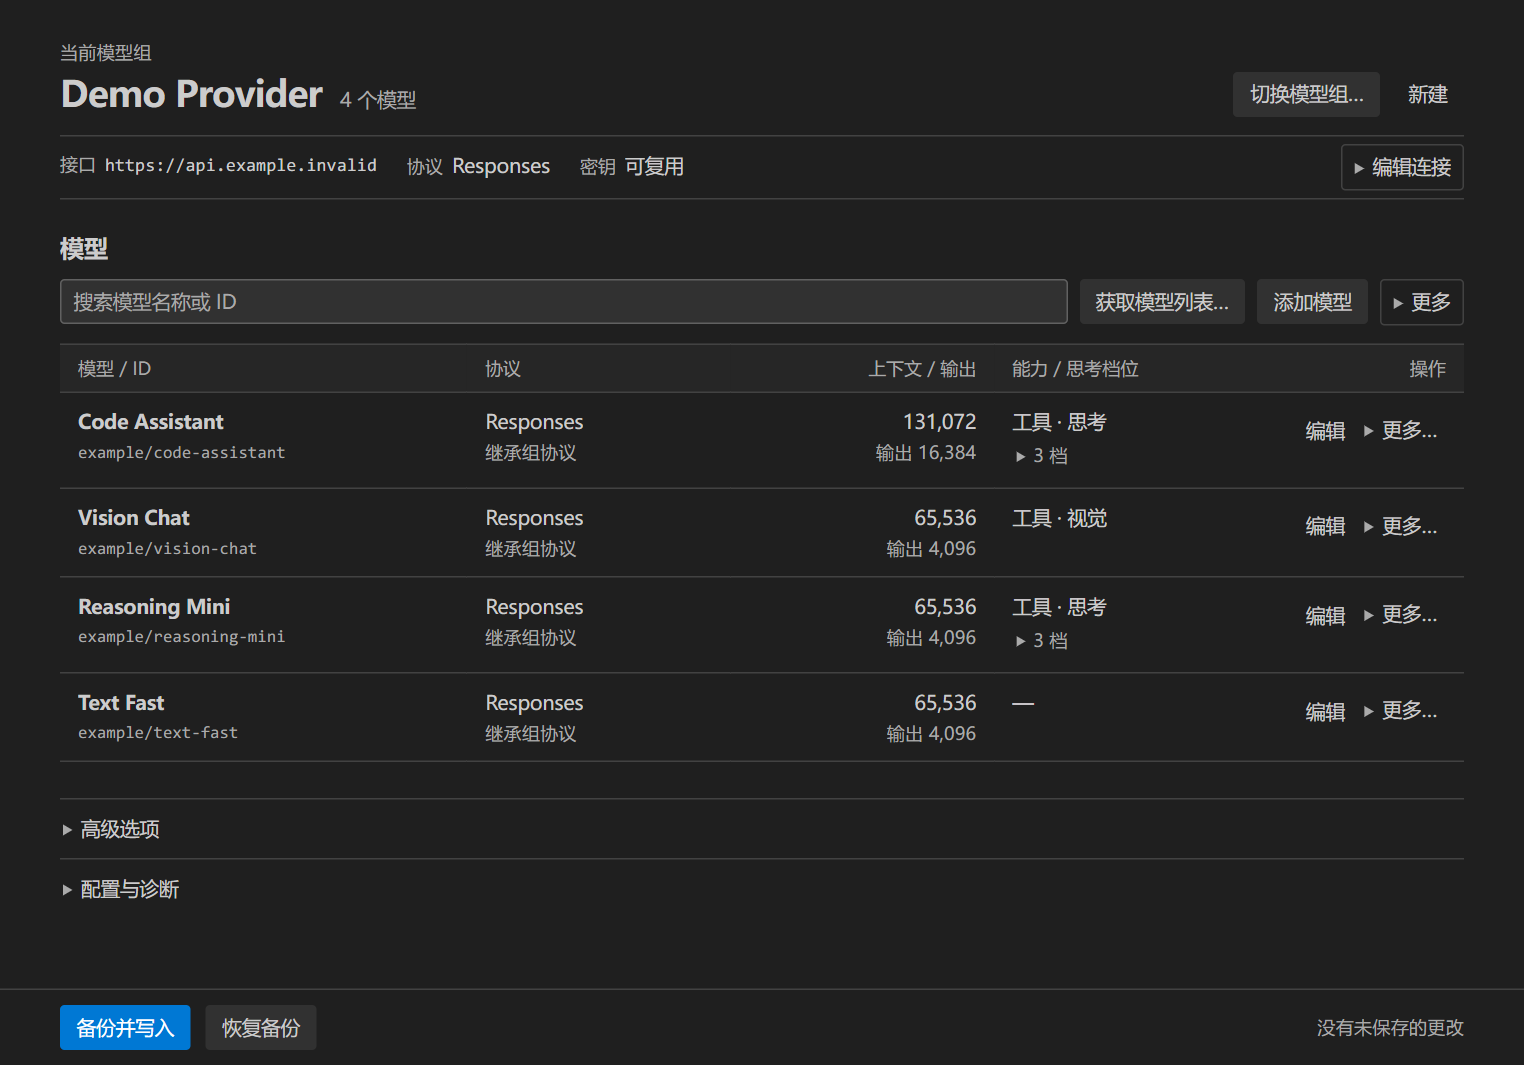 当前模型组
Demo Provider 4 个模型 切换模型组... 新建
接口 https://api.example.invalid 协议 Responses 密钥 可复用 ▸ 编辑连接
模型
搜索模型名称或 ID 获取模型列表... 添加模型 ▸ 更多
模型 / ID 协议 上下文 / 输出 能力 / 思考档位 操作
Code Assistant Responses 131,072 工具 · 思考 编辑 ▸ 更多...
example/code-assistant 继承组协议 输出 16,384 ▸ 3 档
Vision Chat Responses 65,536 工具 · 视觉 编辑 ▸ 更多...
example/vision-chat 继承组协议 输出 4,096
Reasoning Mini Responses 65,536 工具 · 思考 编辑 ▸ 更多...
example/reasoning-mini 继承组协议 输出 4,096 ▸ 3 档
Text Fast Responses 65,536 — 编辑 ▸ 更多...
example/text-fast 继承组协议 输出 4,096
▸ 高级选项
▸ 配置与诊断
备份并写入 恢复备份 没有未保存的更改